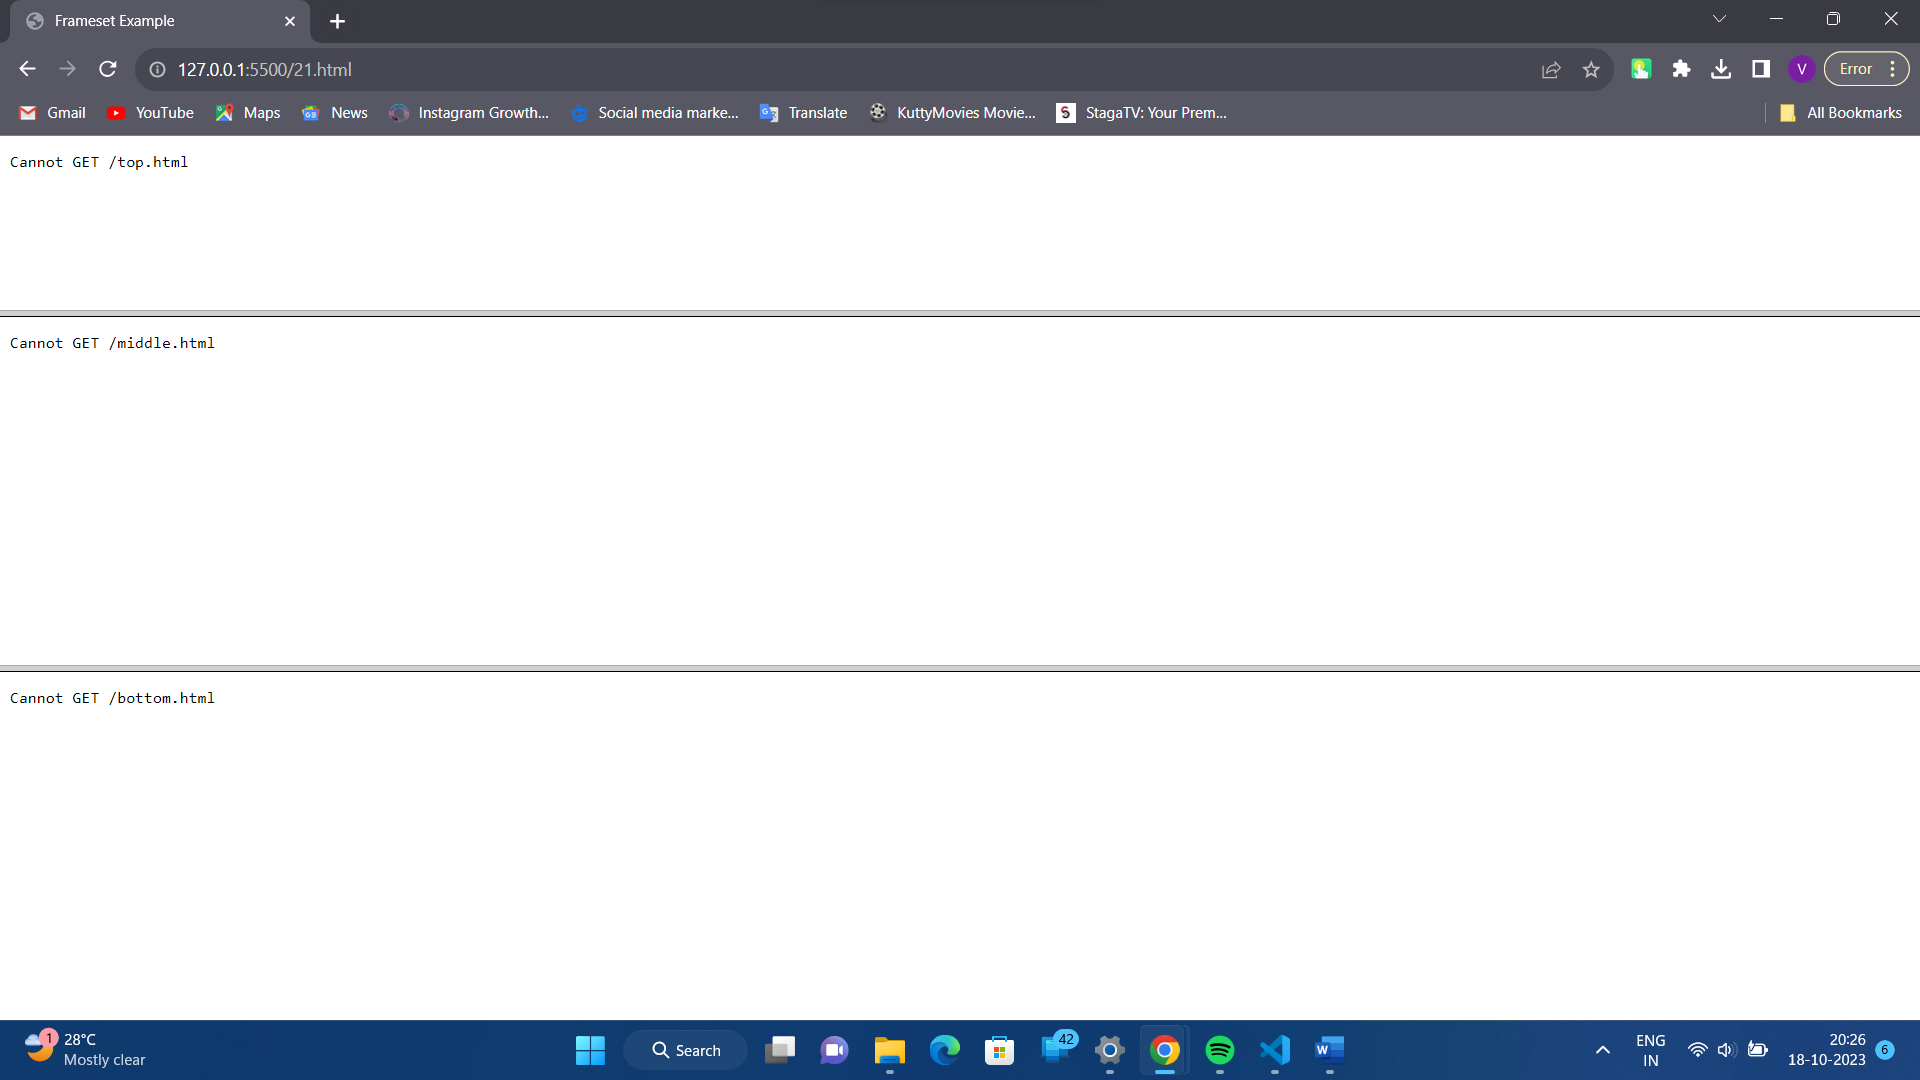 Frameset Example
127.0.0.1:5500/21.html
V
Error
Gmail
YouTube
Maps
News
Instagram Growth...
Social media marke...
Translate
KuttyMovies Movie...
StagaTV: Your Prem...
All Bookmarks
Cannot GET /top.html
Cannot GET /middle.html
Cannot GET /bottom.html
1
28°C
Mostly clear
Search
42
W
ENG
IN
20:26
18-10-2023
6